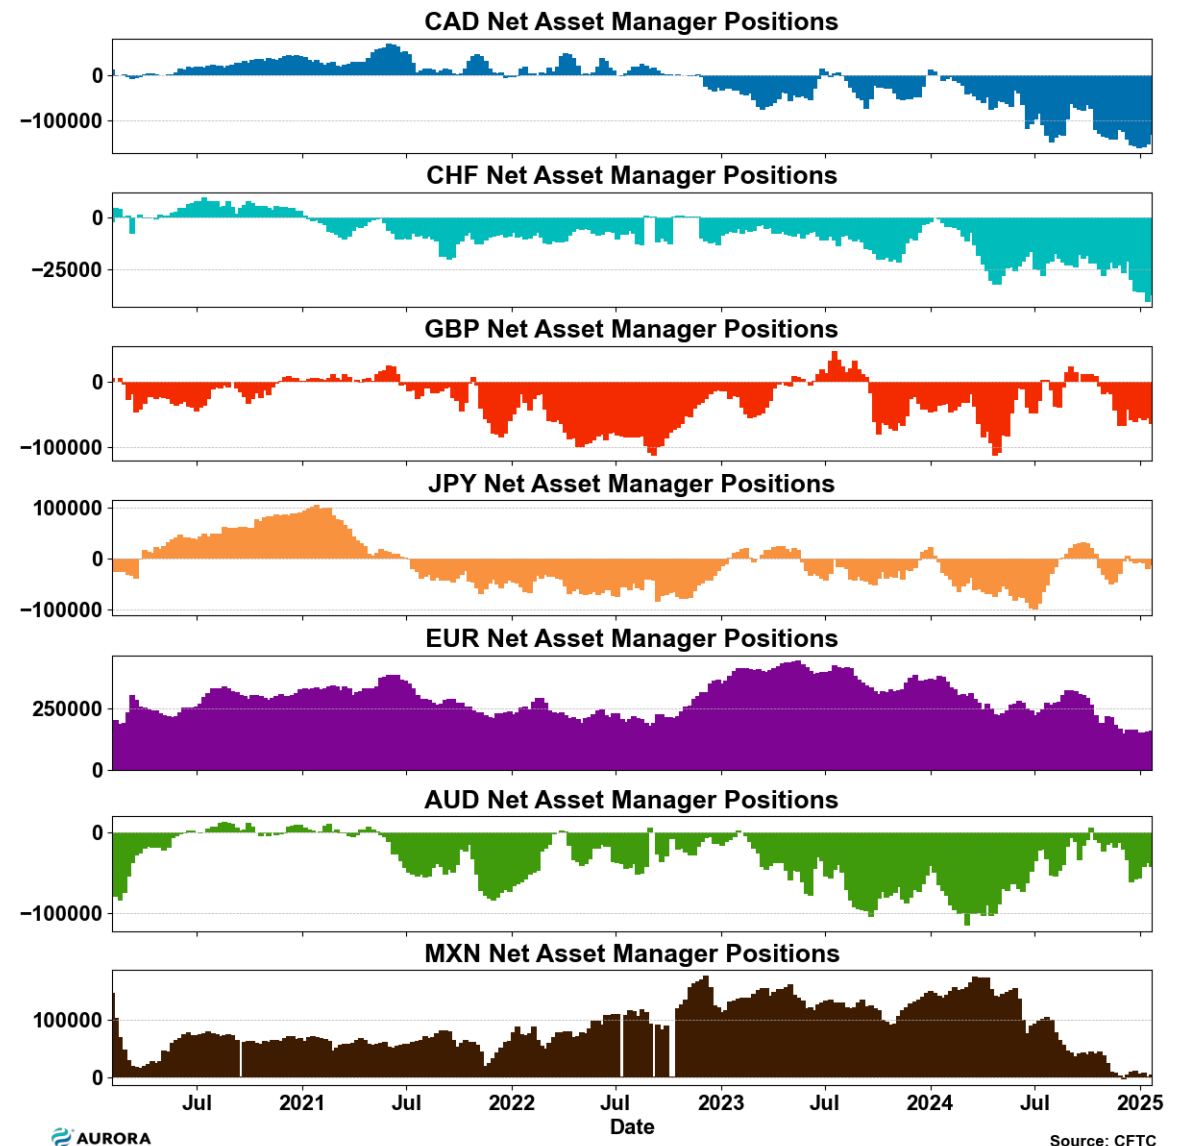 CAD Net Asset Manager Positions
0
−100000
CHF Net Asset Manager Positions
0
−25000
GBP Net Asset Manager Positions
0
−100000
JPY Net Asset Manager Positions
100000
0
−100000
EUR Net Asset Manager Positions
250000
0
AUD Net Asset Manager Positions
0
−100000
MXN Net Asset Manager Positions
100000
0
Jul 2021 Jul 2022 Jul 2023 Jul 2024 Jul 2025
Date
AURORA
Source: CFTC